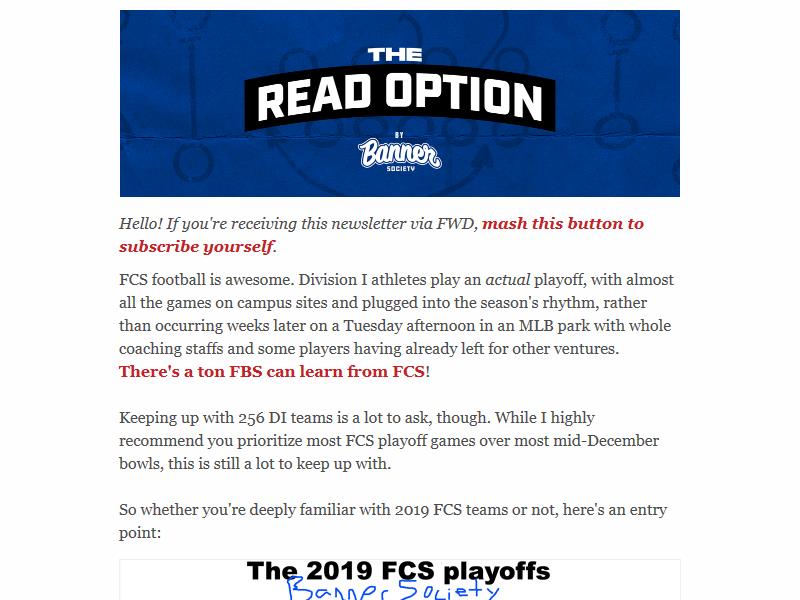 THE
READ OPTION
BY
Banner
SOCIETY
Hello! If you're receiving this newsletter via FWD, mash this button to
subscribe yourself.
FCS football is awesome. Division I athletes play an actual playoff, with almost
all the games on campus sites and plugged into the season's rhythm, rather
than occurring weeks later on a Tuesday afternoon in an MLB park with whole
coaching staffs and some players having already left for other ventures.
There's a ton FBS can learn from FCS!
Keeping up with 256 DI teams is a lot to ask, though. While I highly
recommend you prioritize most FCS playoff games over most mid-December
bowls, this is still a lot to keep up with.
So whether you're deeply familiar with 2019 FCS teams or not, here's an entry
point:
The 2019 FCS playoffs
Banner Society